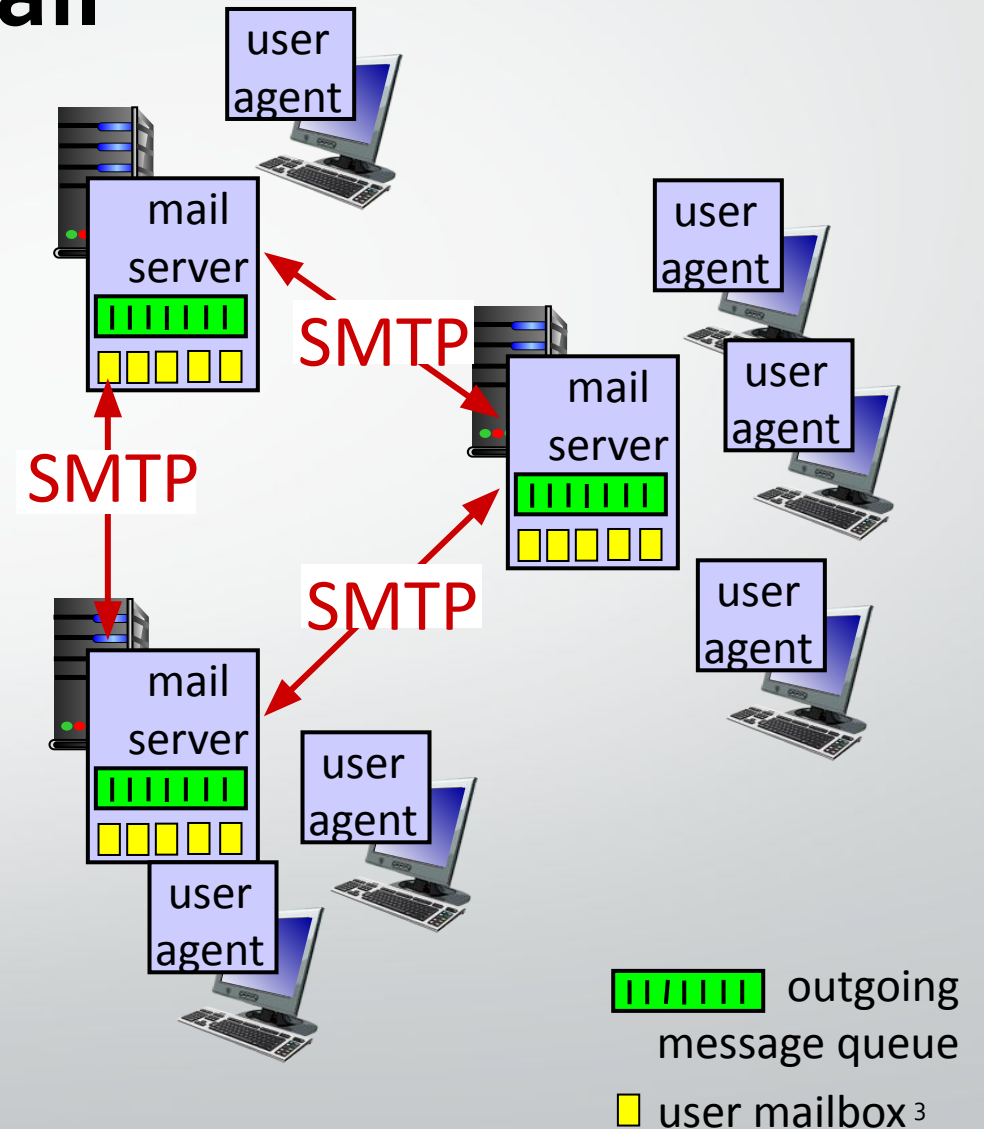 ail
user
agent
mail
server
user
agent
SMTP
mail
server
user
agent
SMTP
user
agent
SMTP
mail
server
user
agent
user
agent
outgoing
message queue
user mailbox 3